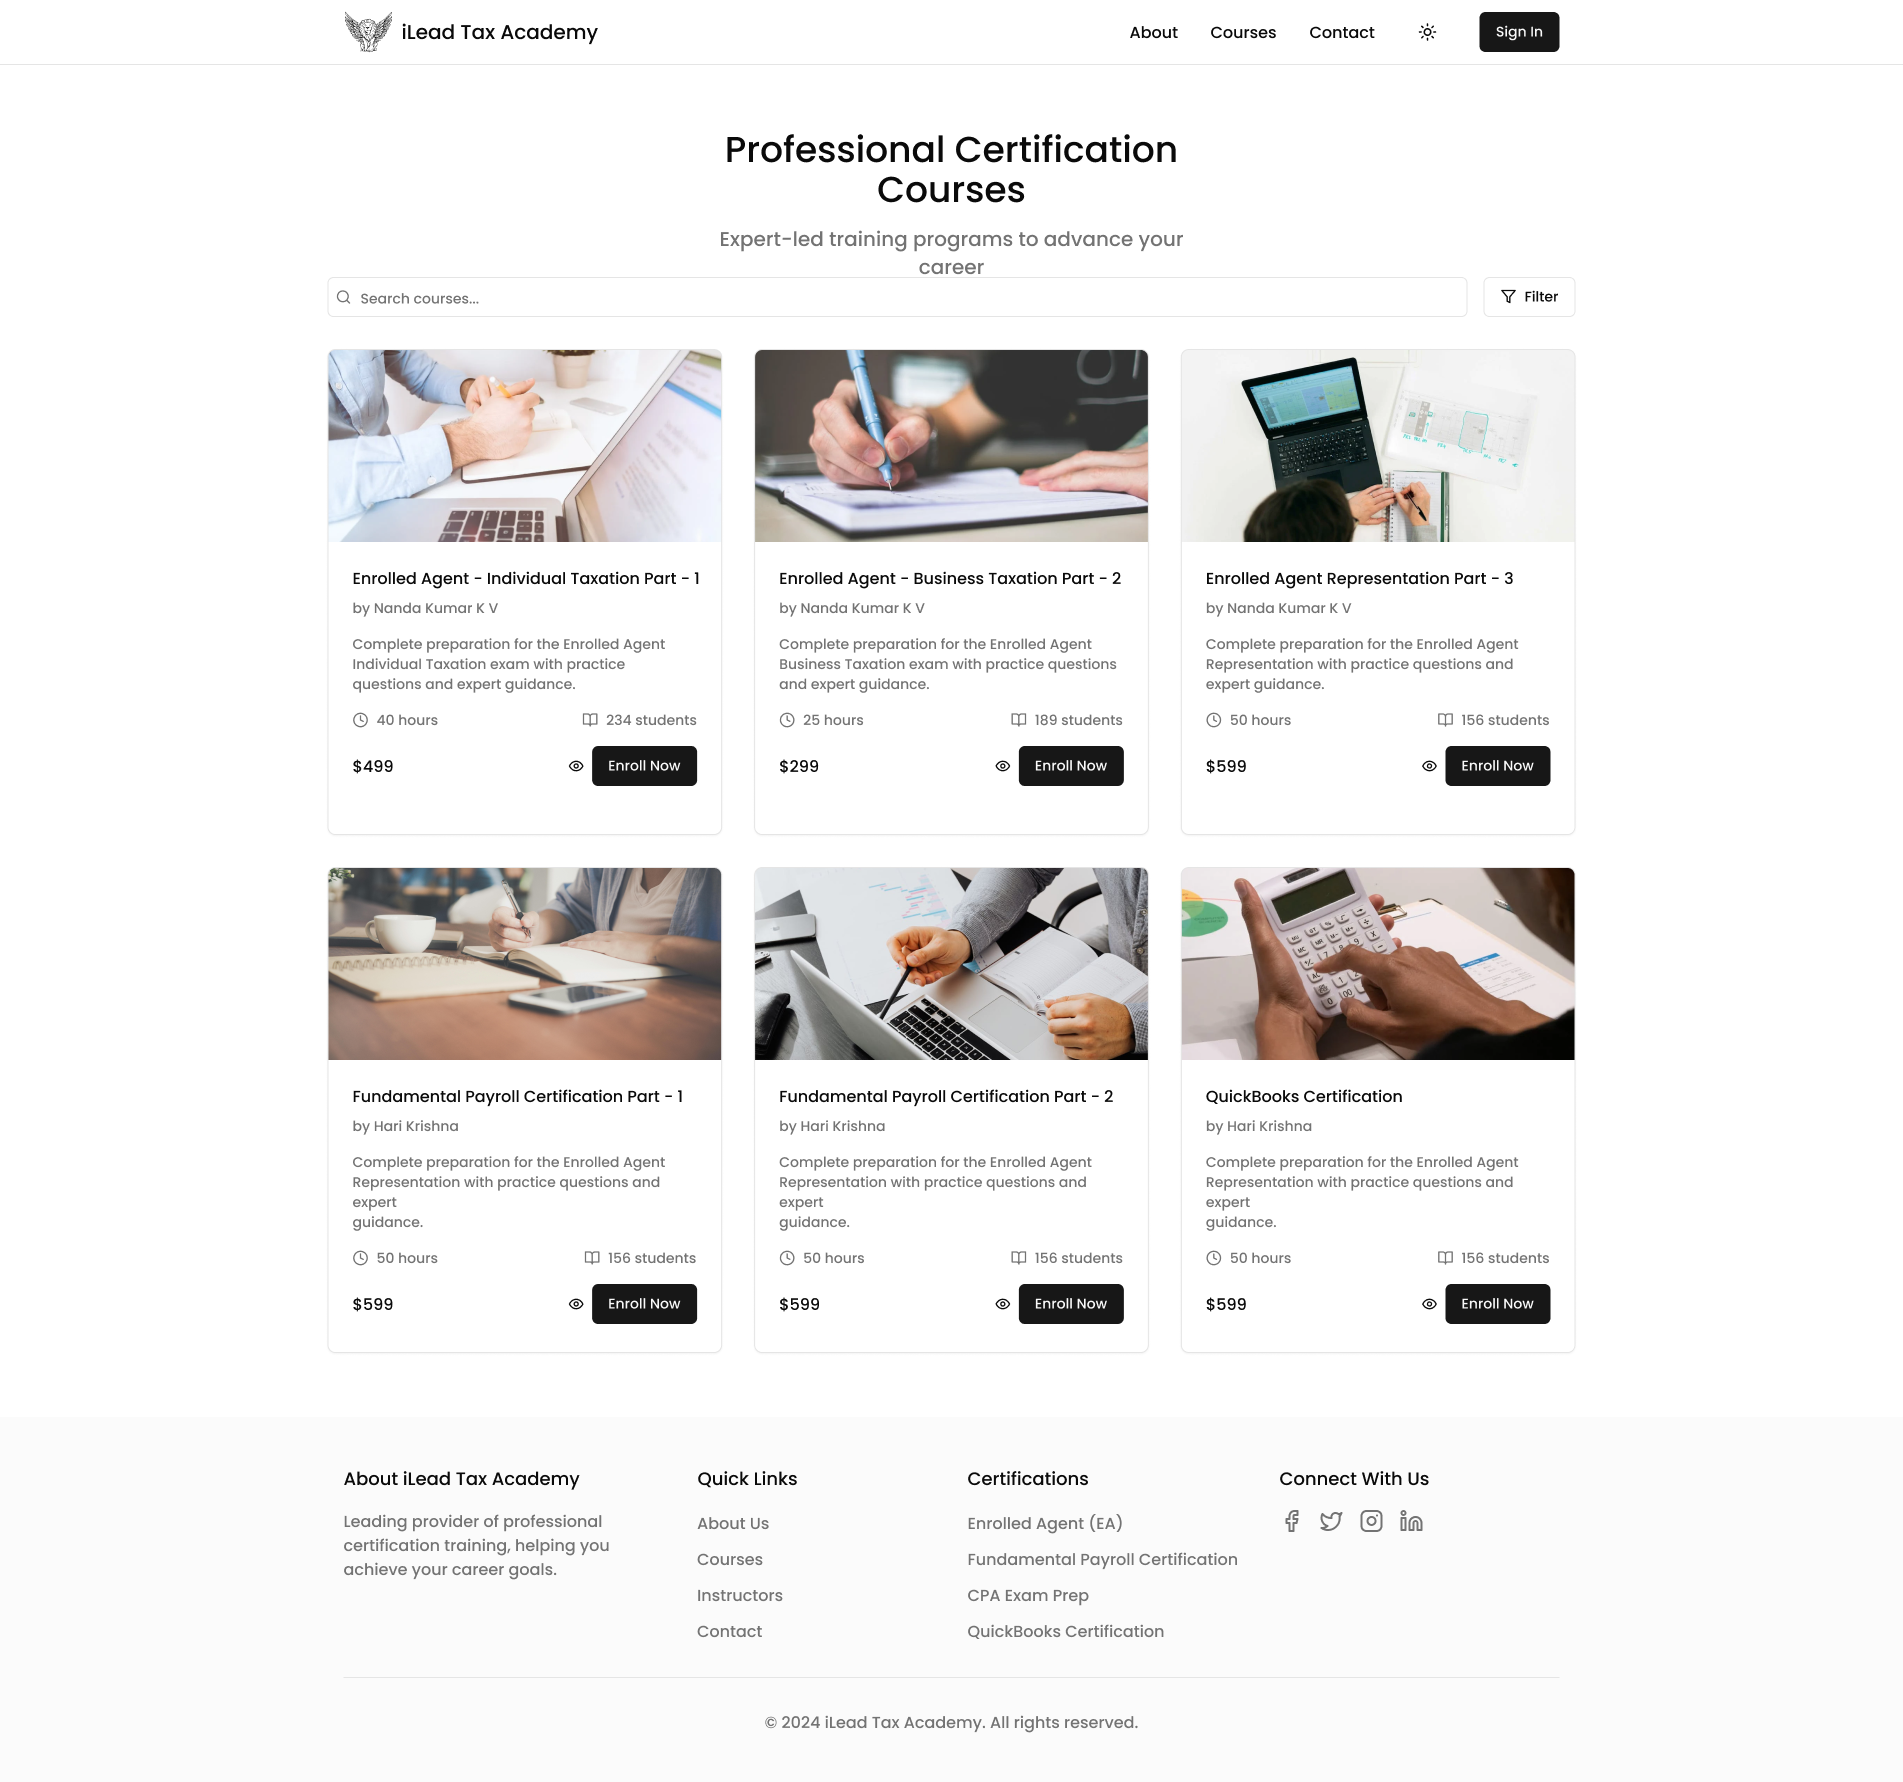 iLead Tax Academy
About
Courses
Contact
Sign In
Professional Certification
Courses
Expert-led training programs to advance your
career
Search courses...
Filter
Enrolled Agent - Individual Taxation Part - 1
by Nanda Kumar K V
Complete preparation for the Enrolled Agent
Individual Taxation exam with practice
questions and expert guidance.
40 hours
234 students
$499
Enroll Now
Enrolled Agent - Business Taxation Part - 2
by Nanda Kumar K V
Complete preparation for the Enrolled Agent
Business Taxation exam with practice questions
and expert guidance.
25 hours
189 students
$299
Enroll Now
Enrolled Agent Representation Part - 3
by Nanda Kumar K V
Complete preparation for the Enrolled Agent
Representation with practice questions and
expert guidance.
50 hours
156 students
$599
Enroll Now
Fundamental Payroll Certification Part - 1
by Hari Krishna
Complete preparation for the Enrolled Agent
Representation with practice questions and
expert
guidance.
50 hours
156 students
$599
Enroll Now
Fundamental Payroll Certification Part - 2
by Hari Krishna
Complete preparation for the Enrolled Agent
Representation with practice questions and
expert
guidance.
50 hours
156 students
$599
Enroll Now
QuickBooks Certification
by Hari Krishna
Complete preparation for the Enrolled Agent
Representation with practice questions and
expert
guidance.
50 hours
156 students
$599
Enroll Now
About iLead Tax Academy
Leading provider of professional
certification training, helping you
achieve your career goals.
Quick Links
About Us
Courses
Instructors
Contact
Certifications
Enrolled Agent (EA)
Fundamental Payroll Certification
CPA Exam Prep
QuickBooks Certification
Connect With Us
© 2024 iLead Tax Academy. All rights reserved.